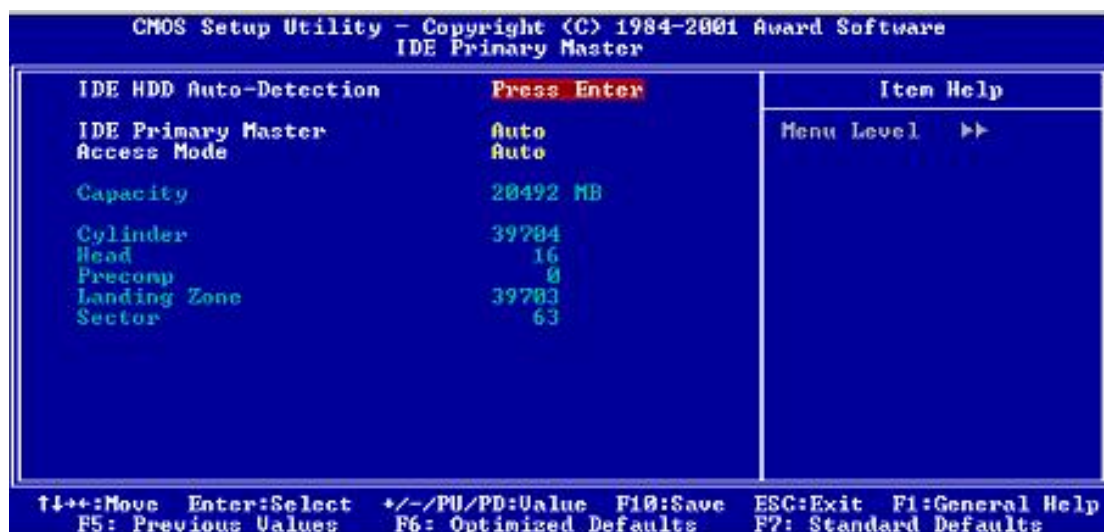 CMOS Setup Utility - Copyright (C) 1984-2001 Award Software
IDE Primary Master
IDE HDD Auto-Detection Press Enter Item Help
IDE Primary Master Auto Menu Level ▶▶
Access Mode Auto
Capacity 20492 MB
Cylinder 39704
Head 16
Precomp 0
Landing Zone 39703
Sector 63
↑↓→←:Move Enter:Select +/-/PU/PD:Value F10:Save ESC:Exit F1:General Help
F5: Previous Values F6: Optimized Defaults F7: Standard Defaults